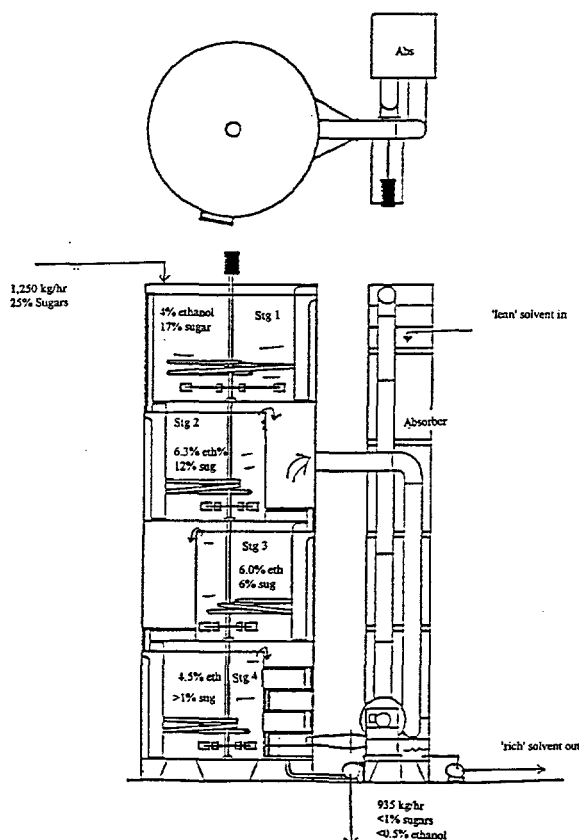 Abs
1,250 kg/hr
25% Sugars
4% ethanol
17% sugar
Stg 1
'lean' solvent in
Stg 2
6.3% eth%
12% sug
Absorber
Stg 3
6.0% eth
6% sug
4.5% eth
Stg 4
>1% sug
'rich' solvent out
935 kg/hr
<1% sugars
<0.5% ethanol